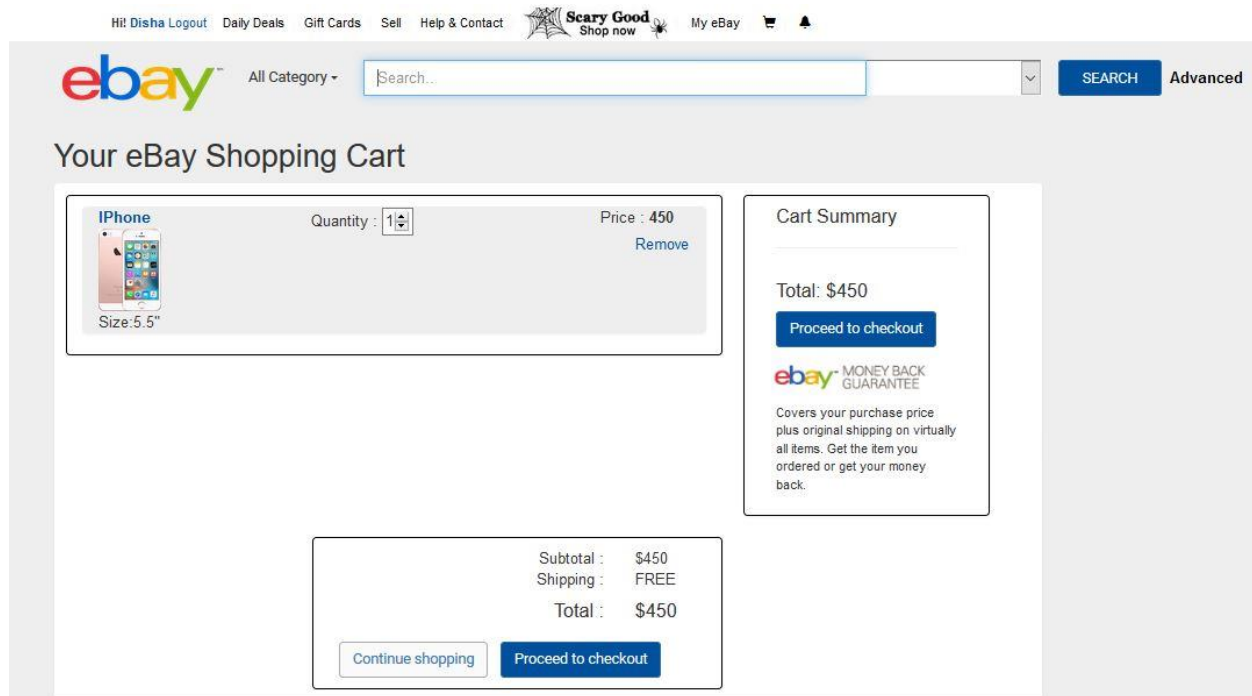 Hi! Disha Logout Daily Deals Gift Cards Sell Help & Contact Scary Good My eBay
Shop now
ebay™ All Category Search... SEARCH Advanced
Your eBay Shopping Cart
IPhone Quantity : 1 Price : 450
Remove
Size:5.5"
Cart Summary
Total: $450
Proceed to checkout
ebay MONEY BACK
GUARANTEE
Covers your purchase price
plus original shipping on virtually
all items. Get the item you
ordered or get your money
back.
Subtotal : $450
Shipping : FREE
Total : $450
Continue shopping Proceed to checkout